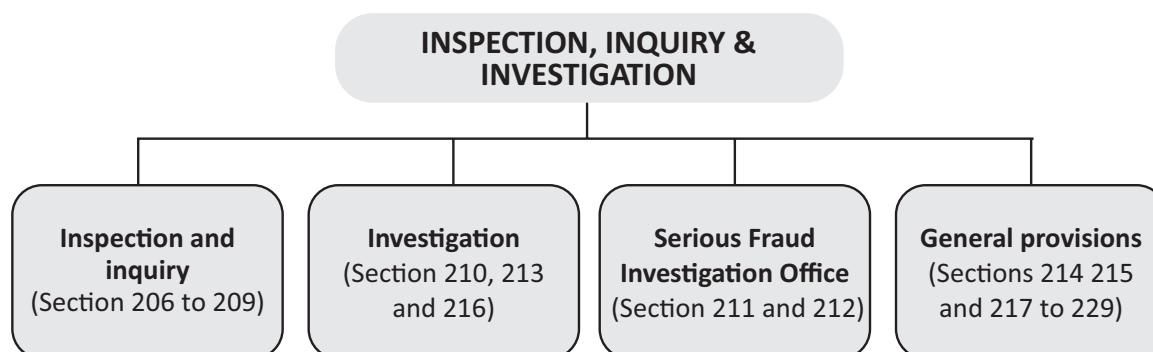 INSPECTION, INQUIRY &
INVESTIGATION
Inspection and
inquiry
(Section 206 to 209)
Investigation
(Section 210, 213
and 216)
Serious Fraud
Investigation Office
(Section 211 and 212)
General provisions
(Sections 214 215
and 217 to 229)